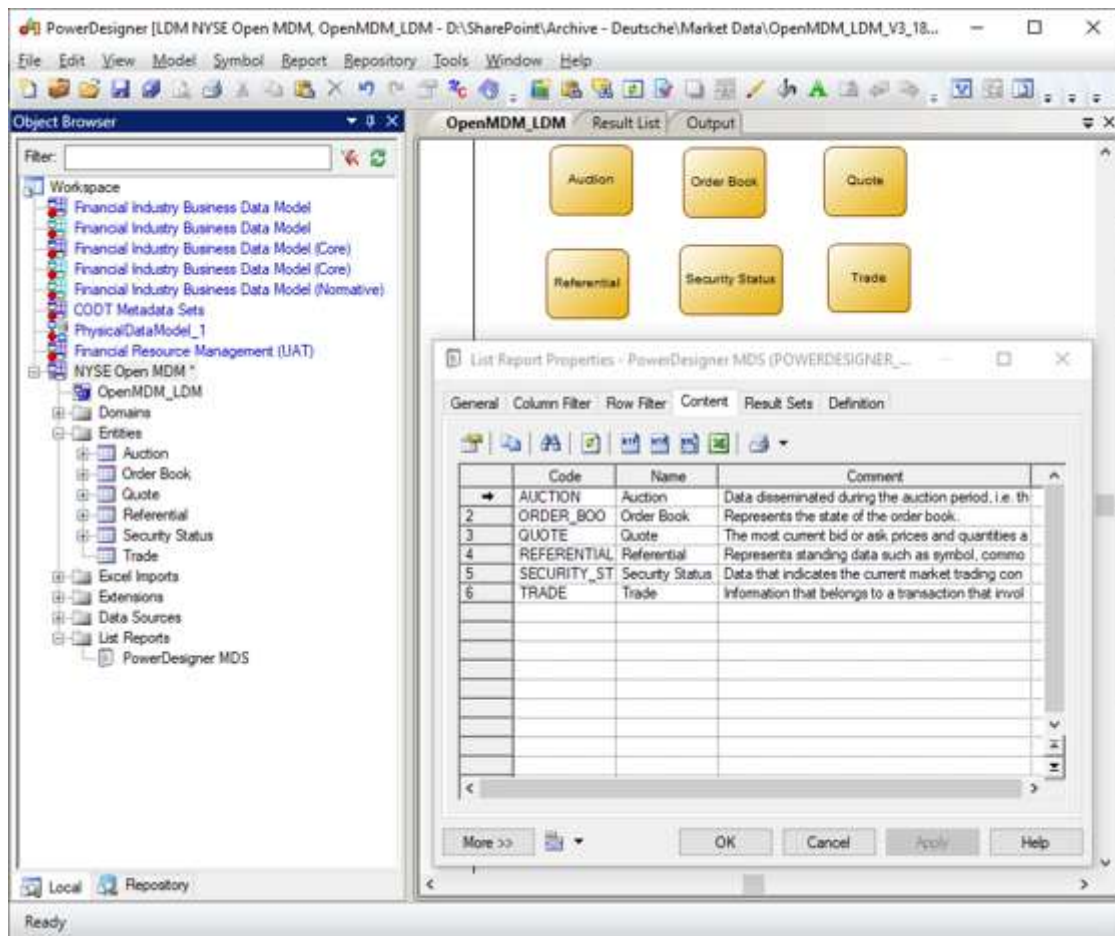 PowerDesigner [LDM NYSE Open MDM, OpenMDM_LDM - D:\SharePoint\Archive - Deutsche\Market Data\OpenMDM_LDM_V3_18...
File Edit View Model Symbol Report Repository Tools Window Help
Object Browser
Filter:
Workspace
Financial Industry Business Data Model
Financial Industry Business Data Model
Financial Industry Business Data Model (Core)
Financial Industry Business Data Model (Core)
Financial Industry Business Data Model (Normative)
CODT Metadata Sets
PhysicalDataModel_1
Financial Resource Management (UAT)
NYSE Open MDM *
OpenMDM_LDM
Domains
Entities
Auction
Order Book
Quote
Referential
Security Status
Trade
Excel Imports
Extensions
Data Sources
List Reports
PowerDesigner MDS
Local Repository
OpenMDM_LDM Result List Output
Auction Order Book Quote
Referential Security Status Trade
List Report Properties - PowerDesigner MDS (POWERDESIGNER_...
General Column Filter Row Filter Content Result Sets Definition
Code Name Comment
AUCTION Auction Data disseminated during the auction period, i.e. th
2 ORDER_BOO Order Book Represents the state of the order book.
3 QUOTE Quote The most current bid or ask prices and quantities a
4 REFERENTIAL Referential Represents standing data such as symbol, commo
5 SECURITY_ST Security Status Data that indicates the current market trading con
6 TRADE Trade Information that belongs to a transaction that invol
More >> OK Cancel Apply Help
Ready